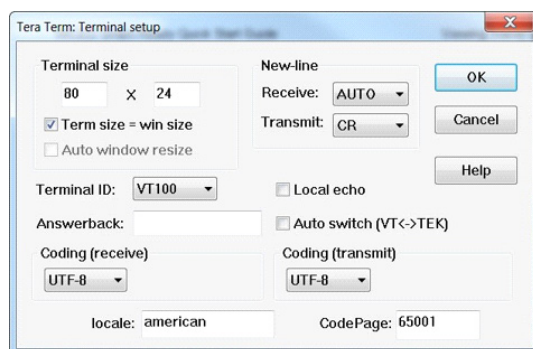 Tera Term: Terminal setup
Terminal size
80 X 24
Term size = win size
Auto window resize
New-line
Receive: AUTO
Transmit: CR
OK
Cancel
Help
Terminal ID: VT100
Local echo
Answerback:
Auto switch (VT<->TEK)
Coding (receive)
UTF-8
Coding (transmit)
UTF-8
locale: american
CodePage: 65001